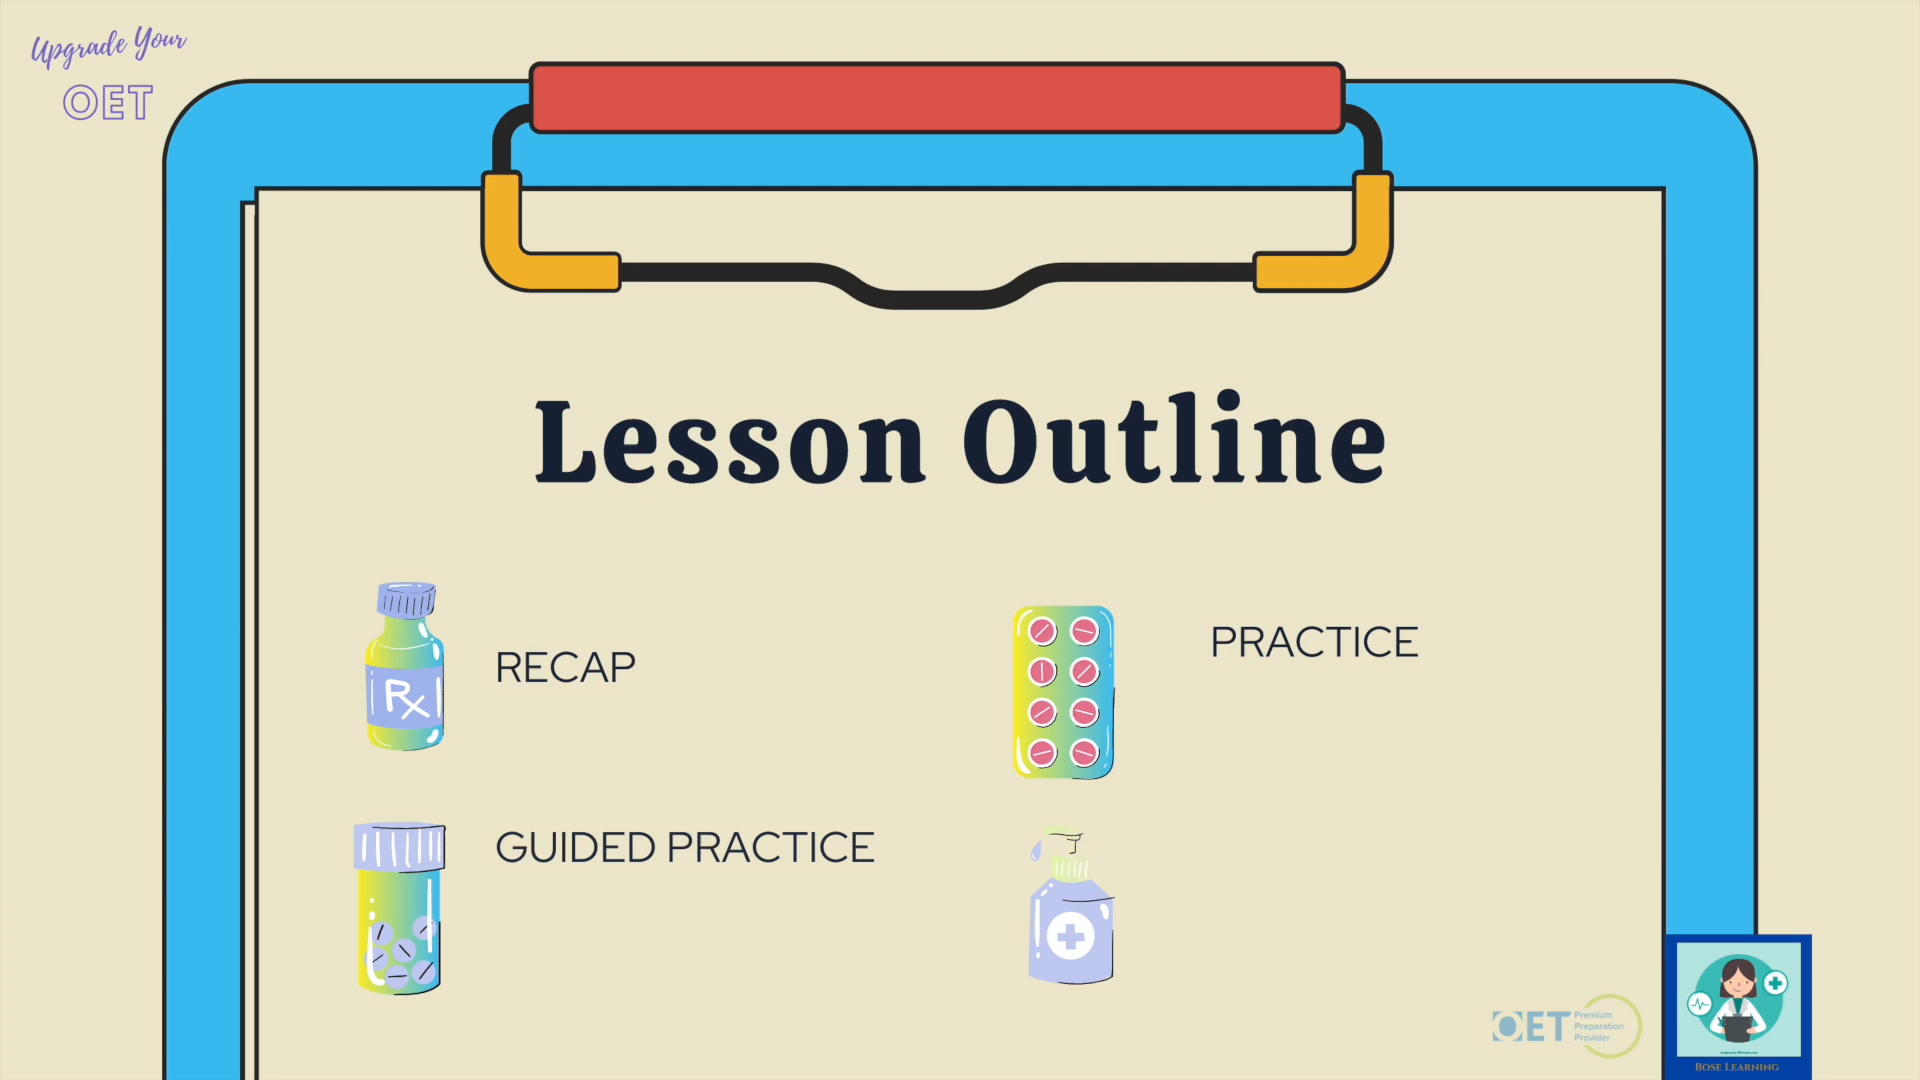 Upgrade Your
OET
Lesson Outline
RECAP
PRACTICE
Rx
GUIDED PRACTICE
OET Premium
Preparation
Provider
BOSE LEARNING